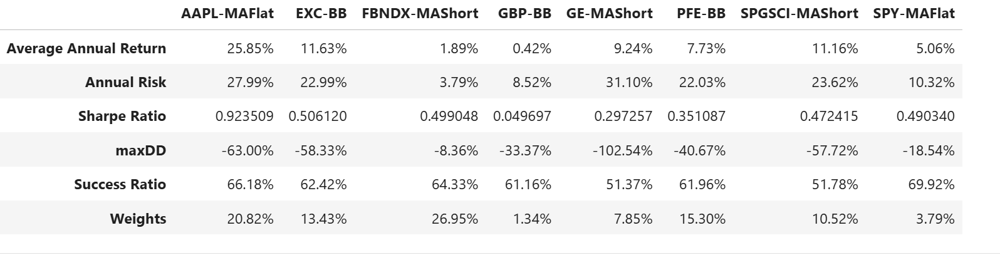 AAPL-MAFlat EXC-BB FBNDX-MAShort GBP-BB GE-MAShort PFE-BB SPGSCI-MAShort SPY-MAFlat
Average Annual Return 25.85% 11.63% 1.89% 0.42% 9.24% 7.73% 11.16% 5.06%
Annual Risk 27.99% 22.99% 3.79% 8.52% 31.10% 22.03% 23.62% 10.32%
Sharpe Ratio 0.923509 0.506120 0.499048 0.049697 0.297257 0.351087 0.472415 0.490340
maxDD -63.00% -58.33% -8.36% -33.37% -102.54% -40.67% -57.72% -18.54%
Success Ratio 66.18% 62.42% 64.33% 61.16% 51.37% 61.96% 51.78% 69.92%
Weights 20.82% 13.43% 26.95% 1.34% 7.85% 15.30% 10.52% 3.79%